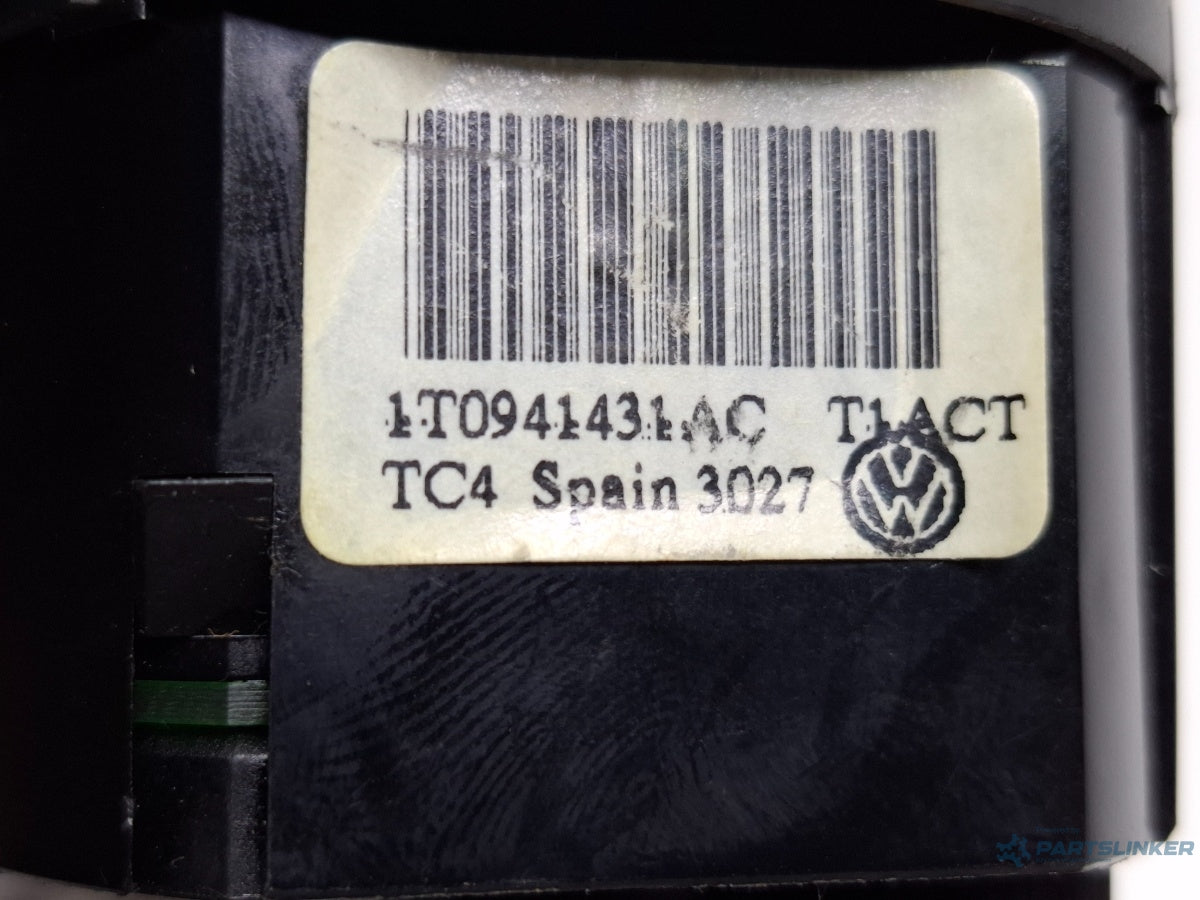 1T0941431AC T1ACT
TC4 Spain 3027
PARTSLINKER